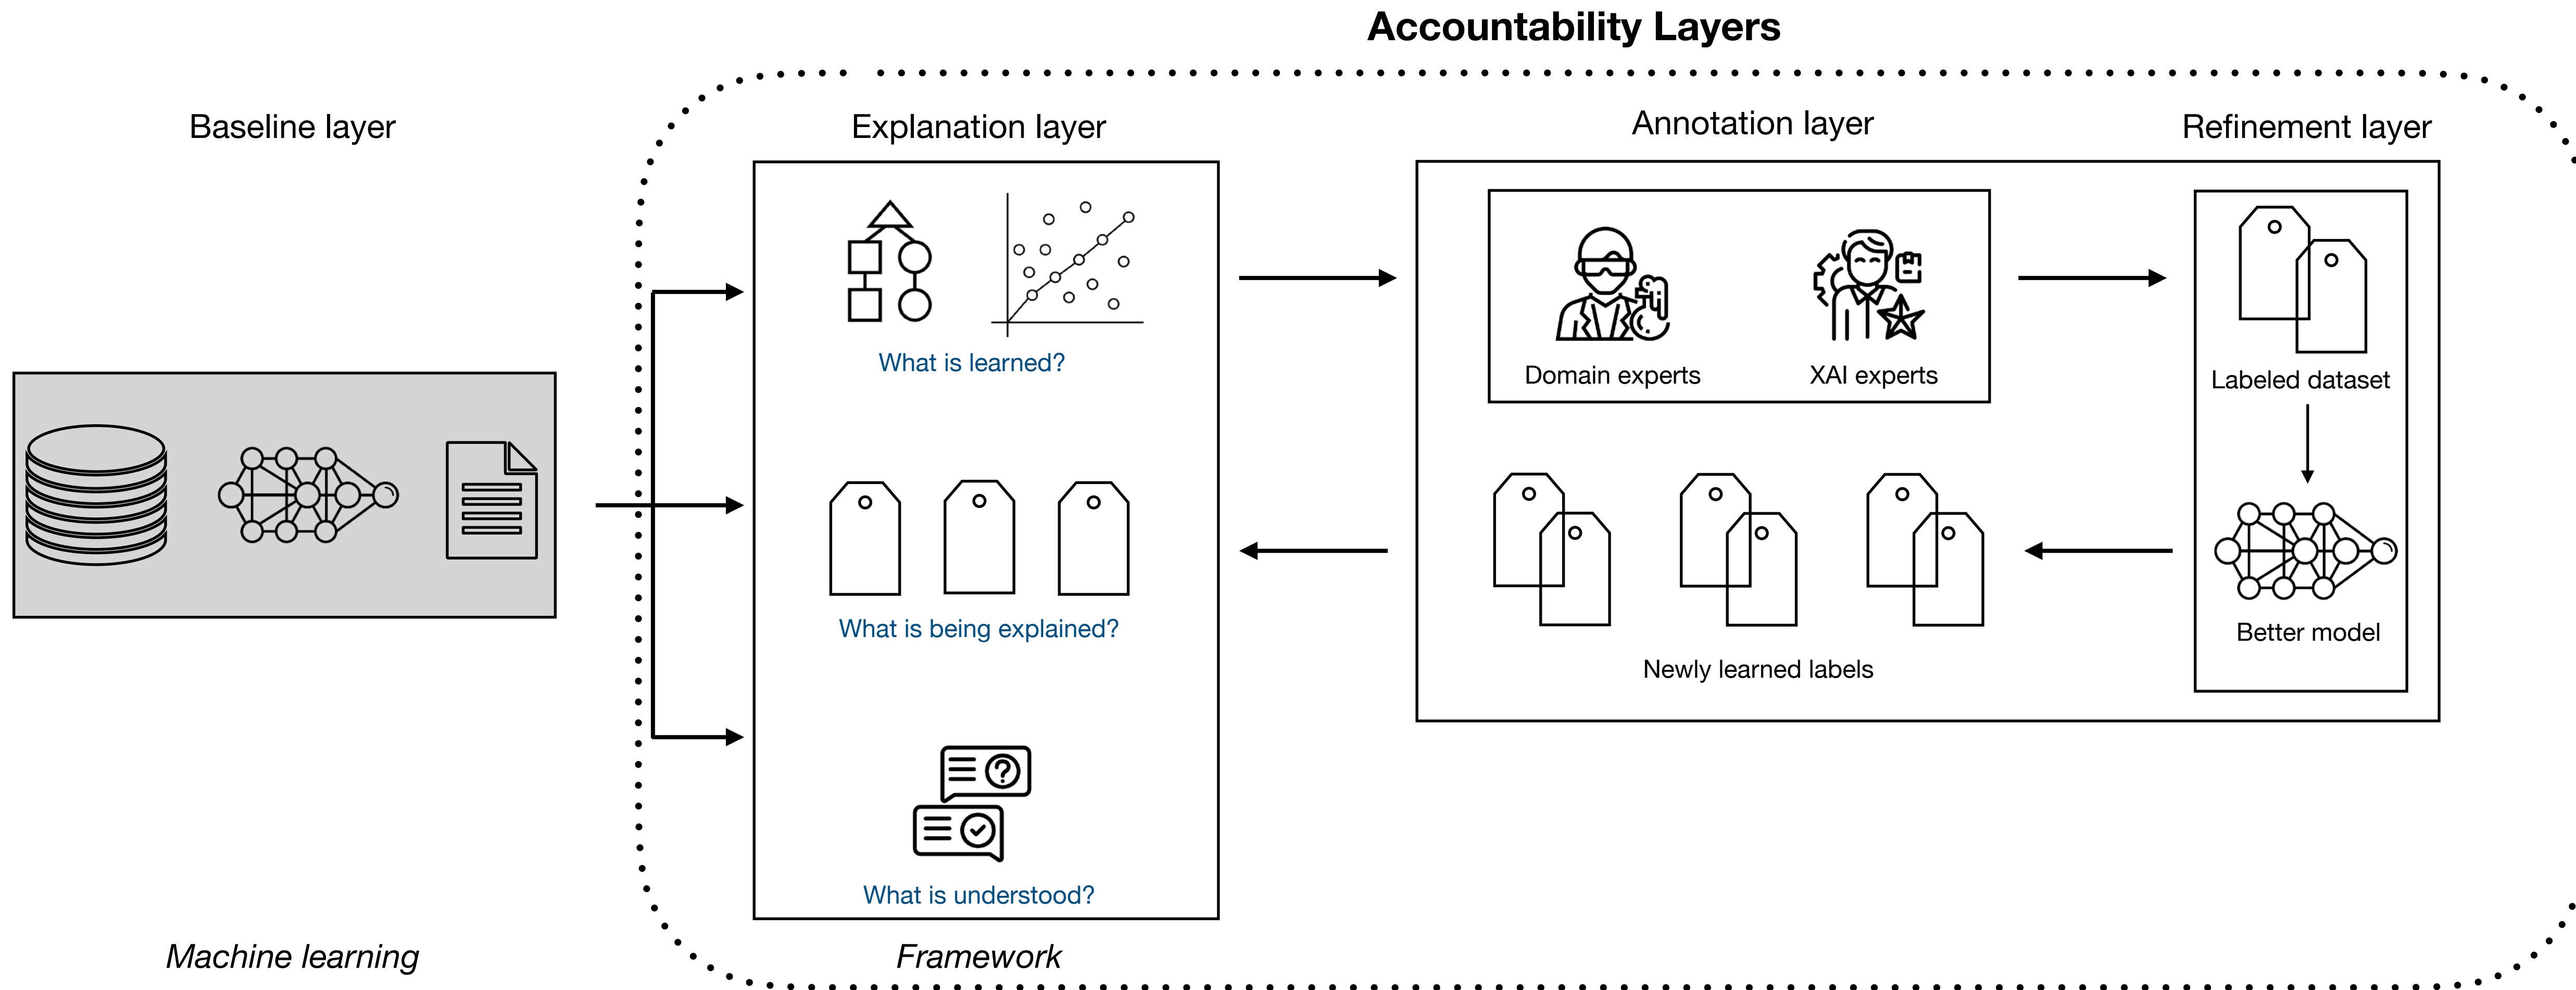 Accountability Layers
Baseline layer
Explanation layer
Annotation layer
Refinement layer
What is learned?
What is being explained?
What is understood?
Domain experts
XAI experts
Newly learned labels
Labeled dataset
Better model
Machine learning
Framework